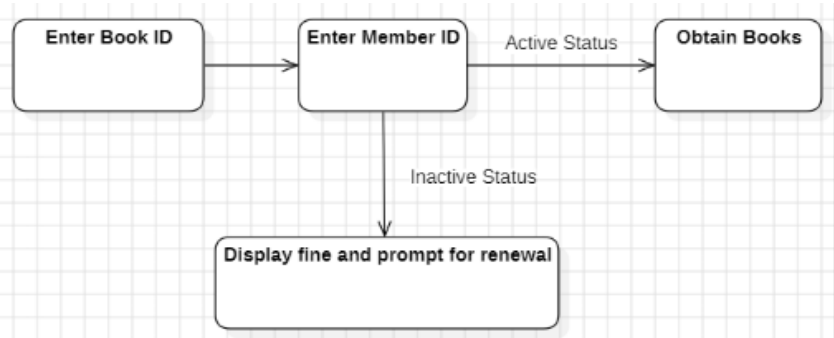 Enter Book ID
Enter Member ID
Active Status
Obtain Books
Inactive Status
Display fine and prompt for renewal